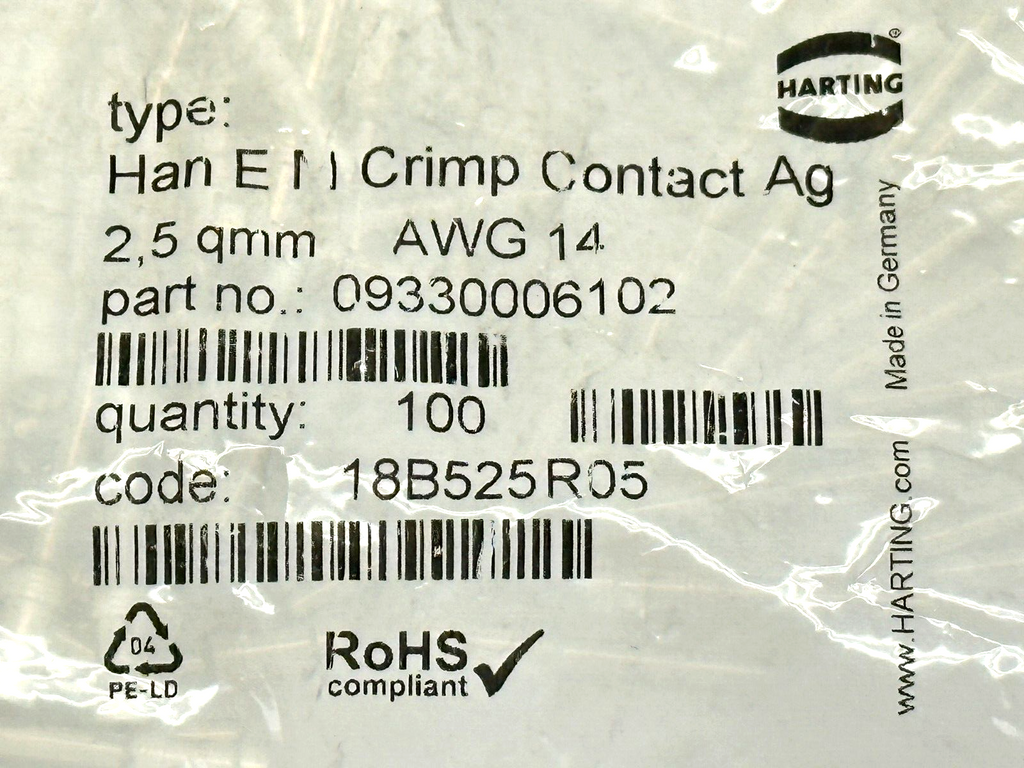 HARTING®
type:
Han E Crimp Contact Ag
2,5 qmm AWG 14
part no.: 09330006102
quantity: 100
code: 18B525R05
04
PE-LD
RoHS
compliant
www.HARTING.com Made in Germany